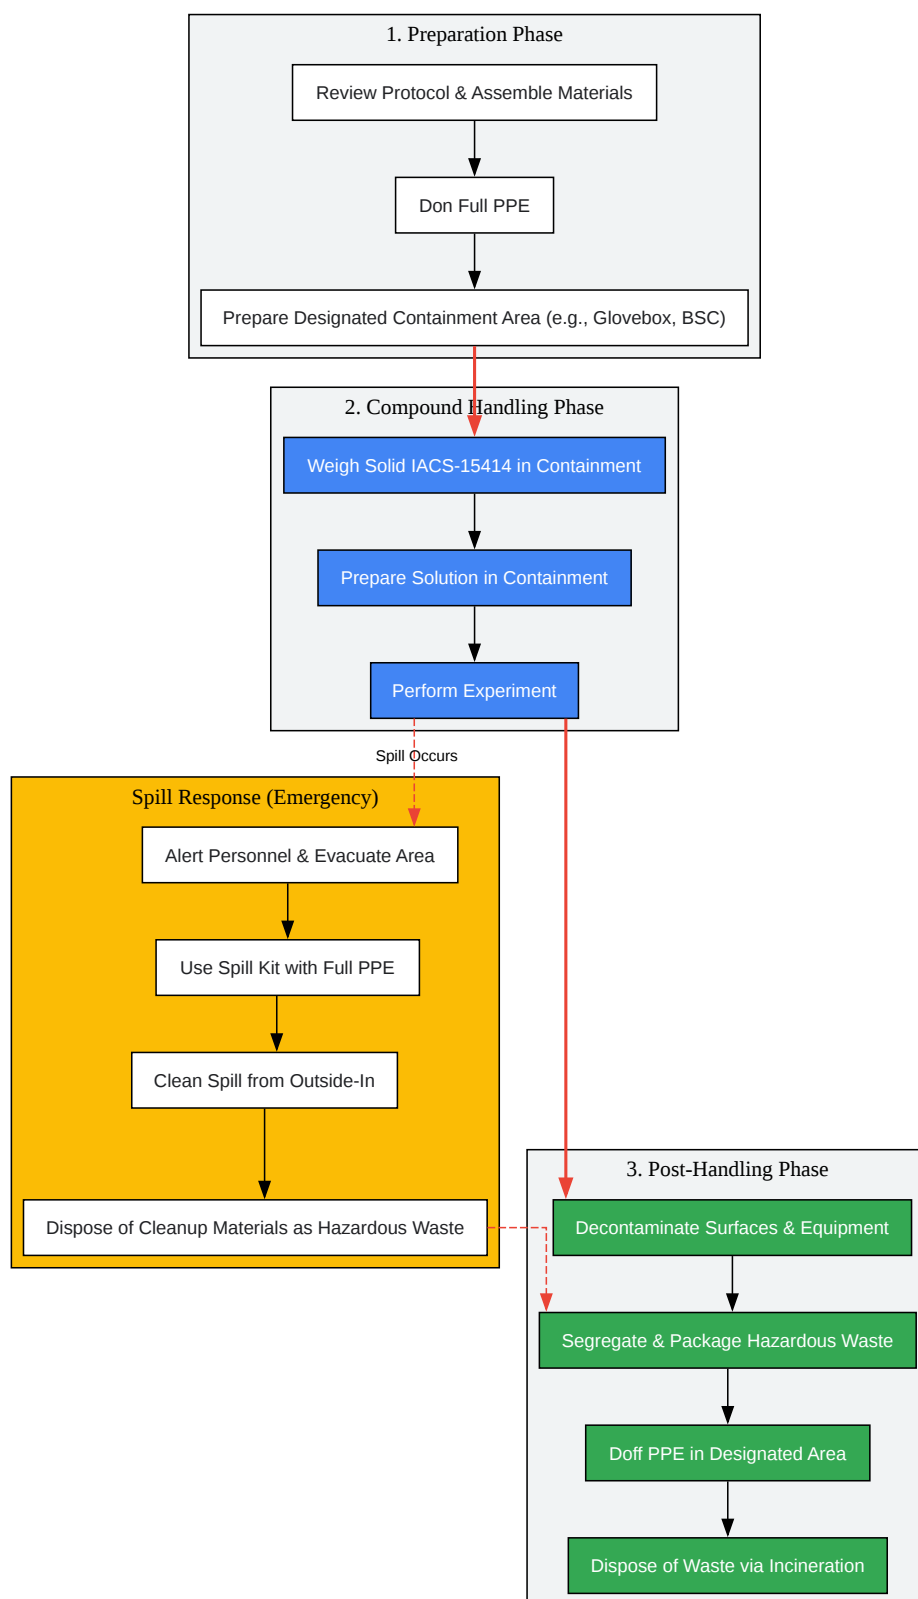 1. Preparation Phase
Review Protocol & Assemble Materials
Don Full PPE
Prepare Designated Containment Area (e.g., Glovebox, BSC)
2. Compound Handling Phase
Weigh Solid IACS-15414 in Containment
Prepare Solution in Containment
Perform Experiment
Spill Occurs
Spill Response (Emergency)
Alert Personnel & Evacuate Area
Use Spill Kit with Full PPE
Clean Spill from Outside-In
Dispose of Cleanup Materials as Hazardous Waste
3. Post-Handling Phase
Decontaminate Surfaces & Equipment
Segregate & Package Hazardous Waste
Doff PPE in Designated Area
Dispose of Waste via Incineration